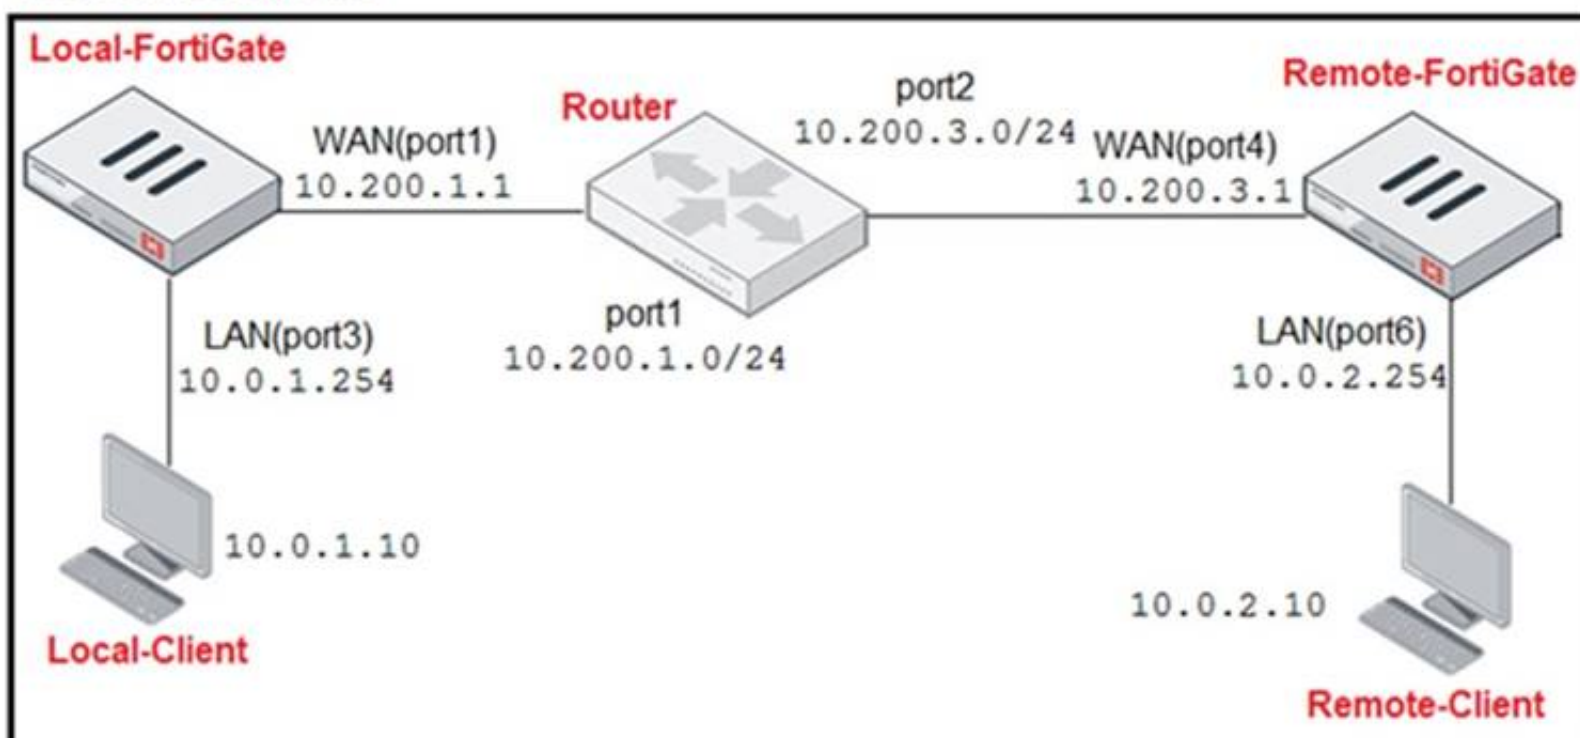 Local-FortiGate
WAN(port1)
10.200.1.1
Router
port2
10.200.3.0/24
Remote-FortiGate
WAN(port4)
10.200.3.1
LAN(port3)
10.0.1.254
port1
10.200.1.0/24
LAN(port6)
10.0.2.254
10.0.1.10
Local-Client
10.0.2.10
Remote-Client